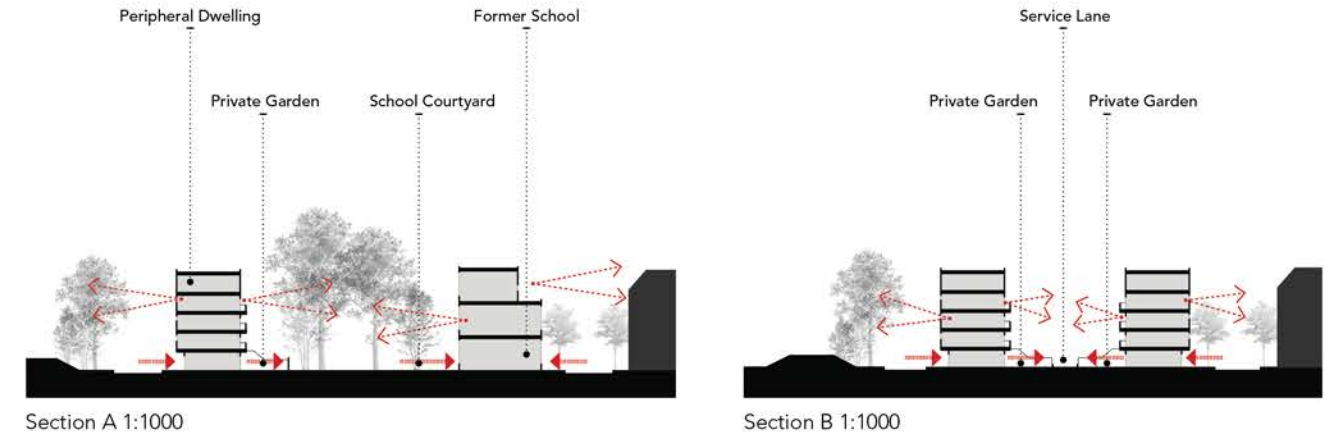 Peripheral Dwelling
Former School
Service Lane
Private Garden
School Courtyard
Private Garden
Private Garden
Section A 1:1000
Section B 1:1000